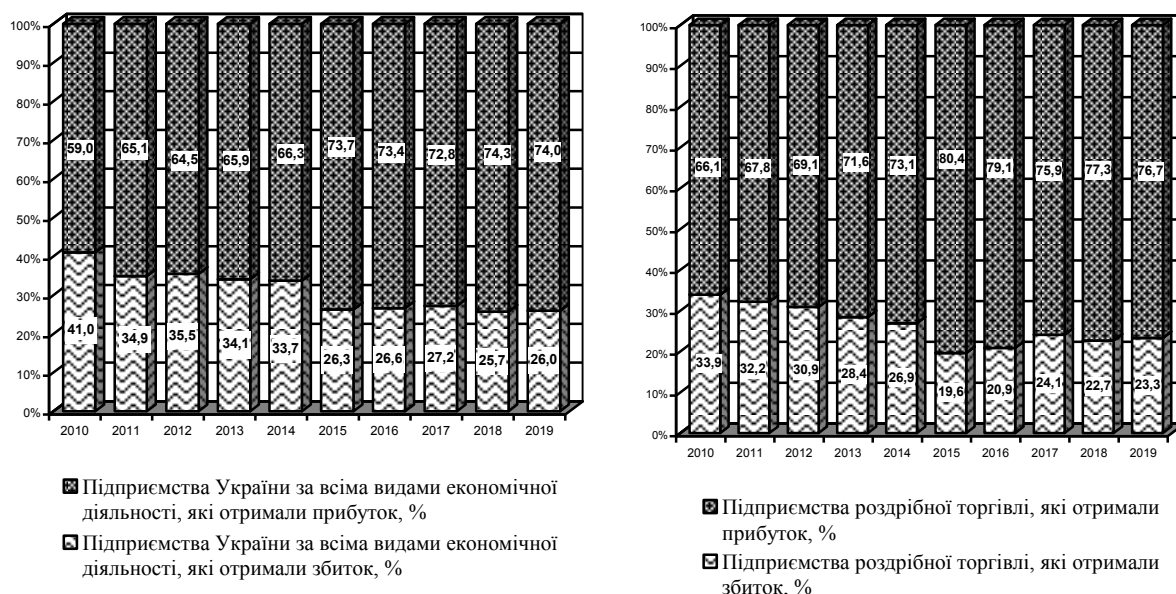 100%
90%
80%
70%
60%
50%
40%
30%
20%
10%
0%
59,0 65,1 64,5 65,9 66,3 73,7 73,4 72,8 74,3 74,0
41,0 34,9 35,5 34,1 33,7 26,3 26,6 27,2 25,7 26,0
2010 2011 2012 2013 2014 2015 2016 2017 2018 2019
Підприємства України за всіма видами економічної
діяльності, які отримали прибуток, %
Підприємства України за всіма видами економічної
діяльності, які отримали збиток, %
100%
90%
80%
70%
60%
50%
40%
30%
20%
10%
0%
66,1 67,8 69,1 71,6 73,1 80,4 79,1 75,9 77,3 76,7
33,9 32,2 30,9 28,4 26,9 19,6 20,9 24,1 22,7 23,3
2010 2011 2012 2013 2014 2015 2016 2017 2018 2019
Підприємства роздрібної торгівлі, які отримали
прибуток, %
Підприємства роздрібної торгівлі, які отримали
збиток, %